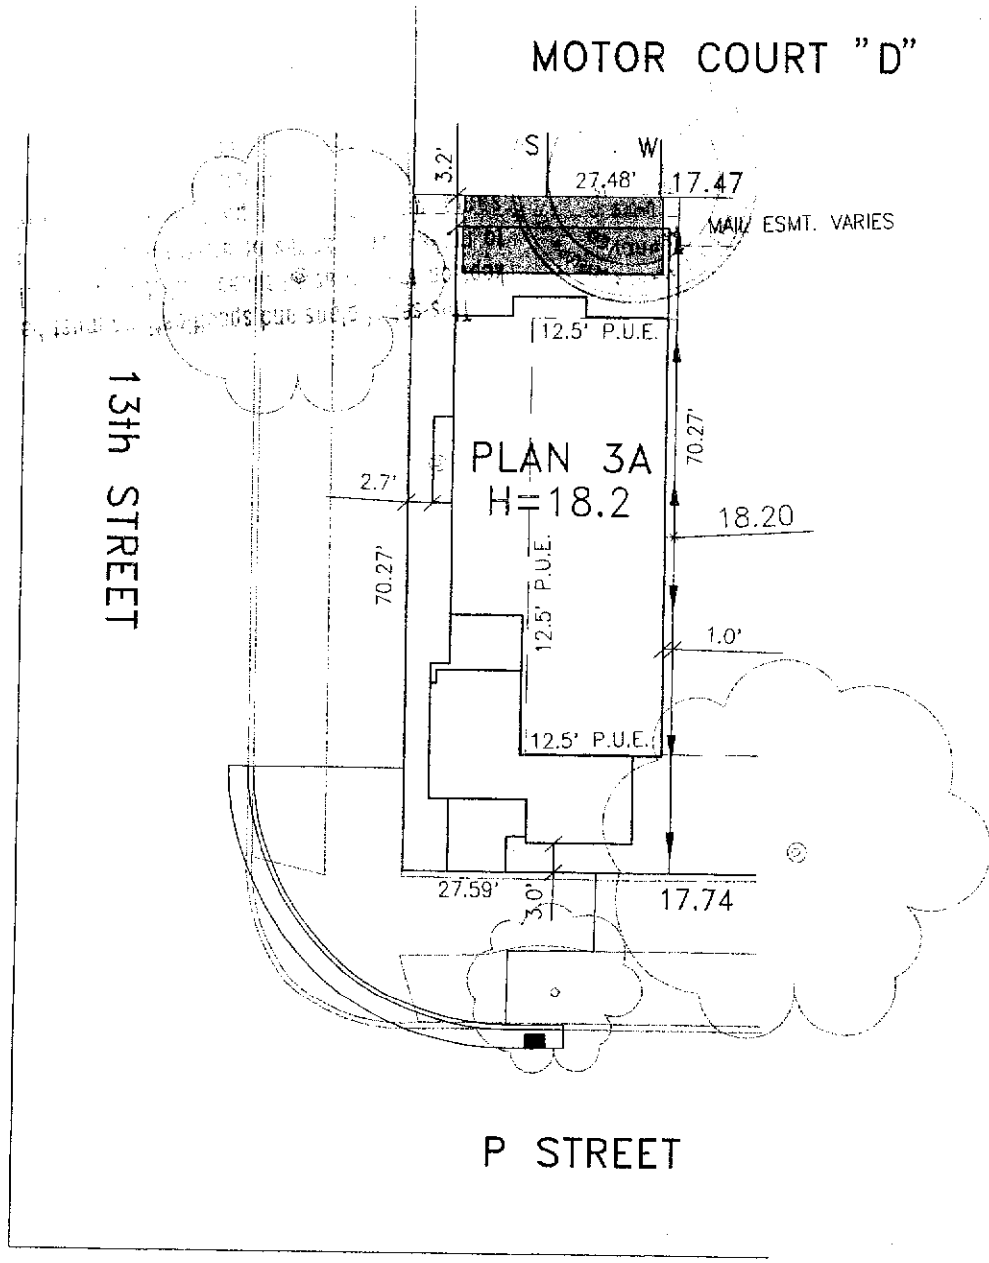 MOTOR COURT "D"
S W
3.2'
27.48'
17.47
MAIL ESMT. VARIES
12.5' P.U.E.
13th STREET
70.27'
PLAN 3A
H=18.2
2.7'
18.20
70.27'
12.5' P.U.E.
1.0'
12.5' P.U.E.
27.59'
3.0'
17.74
P STREET